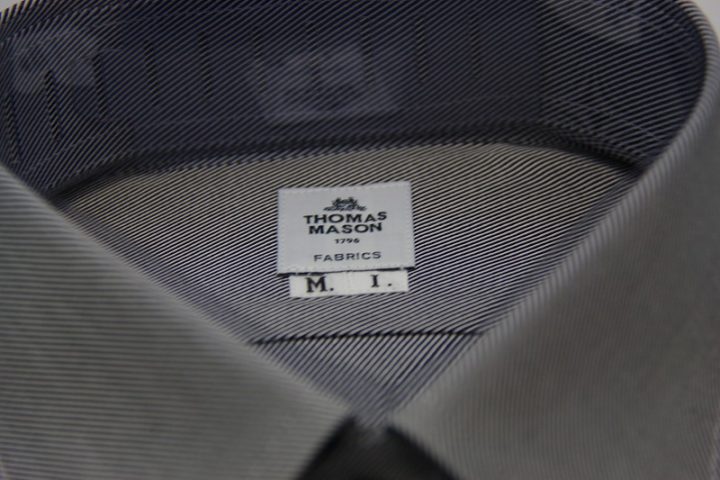 THOMAS
MASON
1796
FABRICS
M. I.